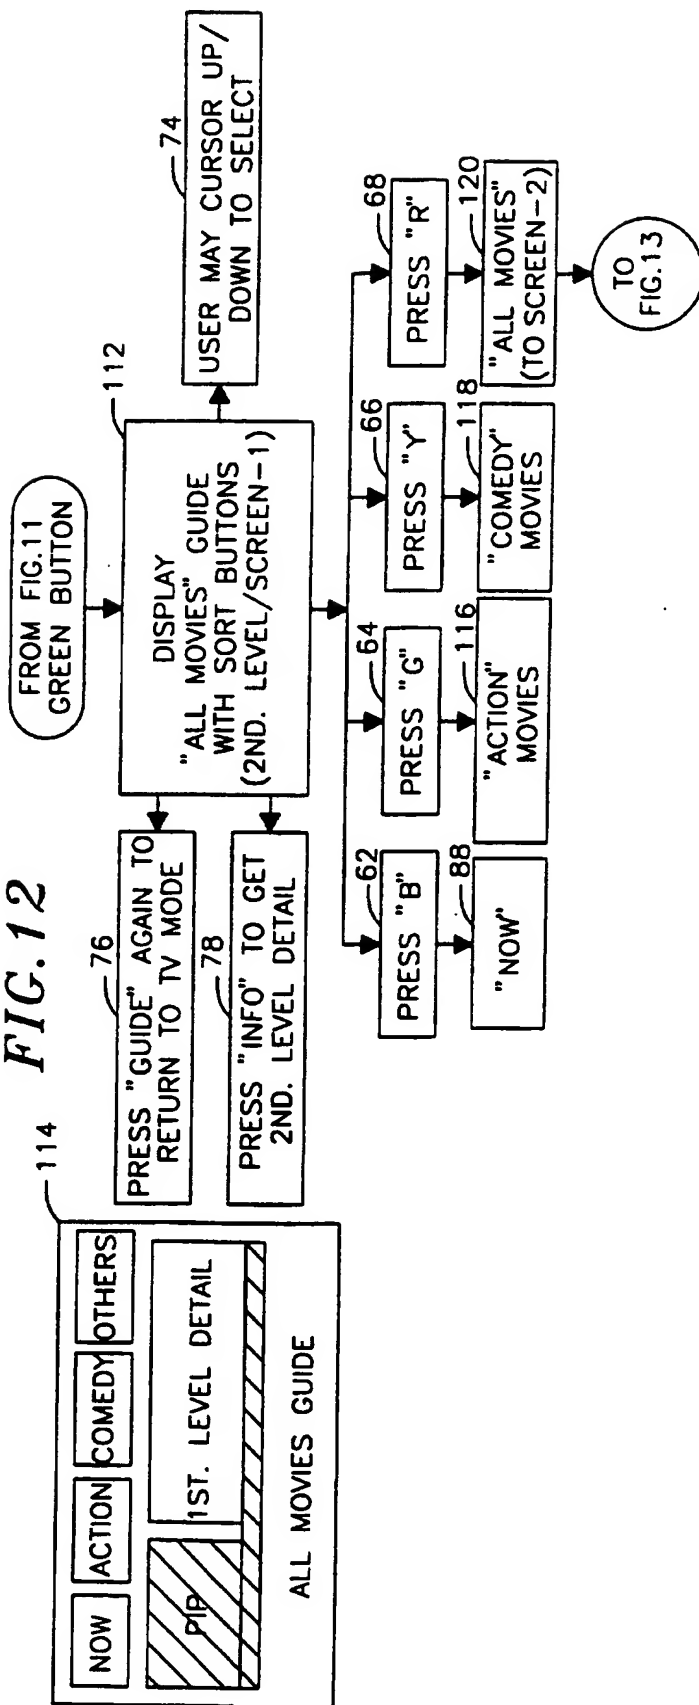 FIG.12
114
NOW
ACTION
COMEDY
OTHERS
PIP
1ST. LEVEL DETAIL
ALL MOVIES GUIDE
FROM FIG.11
GREEN BUTTON
112
DISPLAY
"ALL MOVIES" GUIDE
WITH SORT BUTTONS
(2ND. LEVEL/SCREEN-1)
76
PRESS "GUIDE" AGAIN TO
RETURN TO TV MODE
78
PRESS "INFO" TO GET
2ND. LEVEL DETAIL
74
USER MAY CURSOR UP/
DOWN TO SELECT
62
PRESS "B"
88
"NOW"
64
PRESS "G"
116
"ACTION"
MOVIES
66
PRESS "Y"
118
"COMEDY"
MOVIES
68
PRESS "R"
120
"ALL MOVIES"
(TO SCREEN-2)
TO
FIG.13